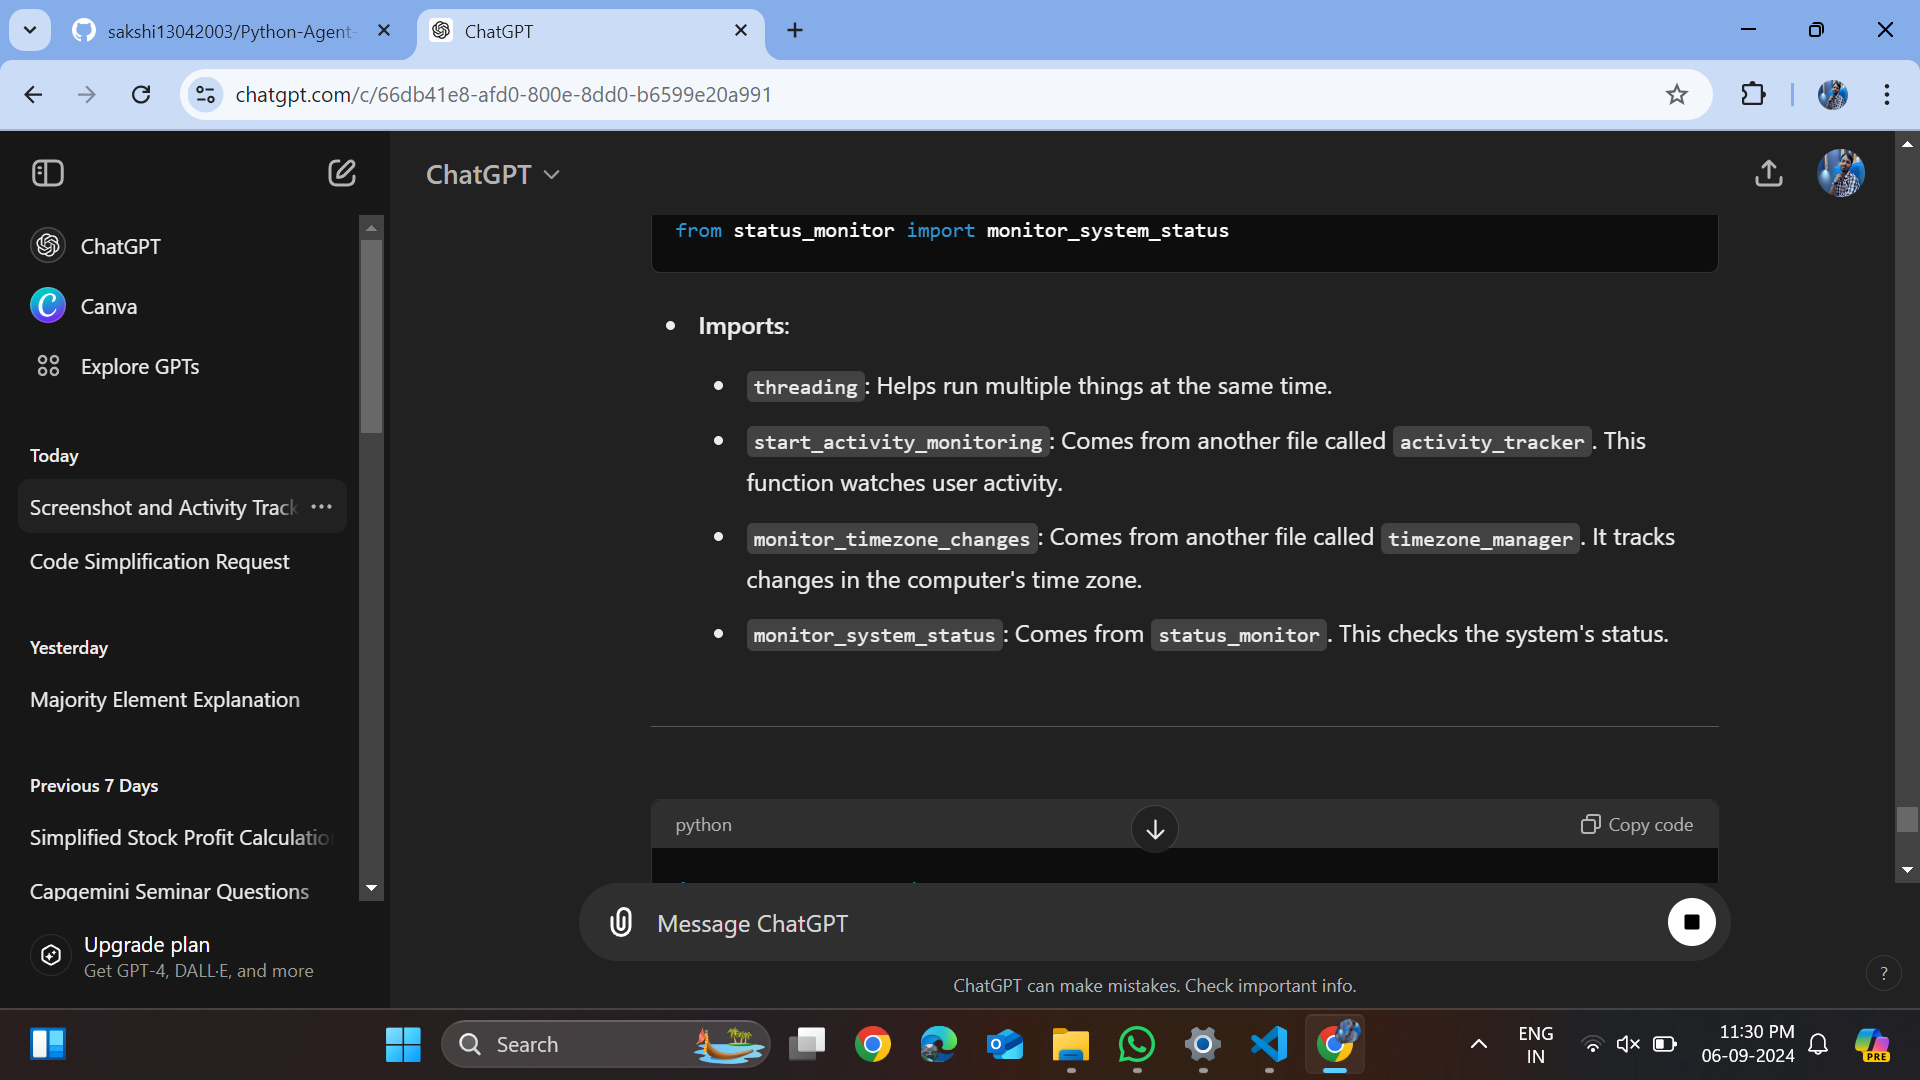 sakshi13042003/Python-Agent-
ChatGPT
chatgpt.com/c/66db41e8-afd0-800e-8dd0-b6599e20a991
ChatGPT
ChatGPT
Canva
Explore GPTs
Today
Screenshot and Activity Track
Code Simplification Request
Yesterday
Majority Element Explanation
Previous 7 Days
Simplified Stock Profit Calculation
Capgemini Seminar Questions
Upgrade plan
Get GPT-4, DALL·E, and more
from status_monitor import monitor_system_status
• Imports:
• threading: Helps run multiple things at the same time.
• start_activity_monitoring: Comes from another file called activity_tracker. This
function watches user activity.
• monitor_timezone_changes: Comes from another file called timezone_manager. It tracks
changes in the computer's time zone.
• monitor_system_status: Comes from status_monitor. This checks the system's status.
python
Copy code
Message ChatGPT
ChatGPT can make mistakes. Check important info.
?
Search
ENG
IN
11:30 PM
06-09-2024
PRE